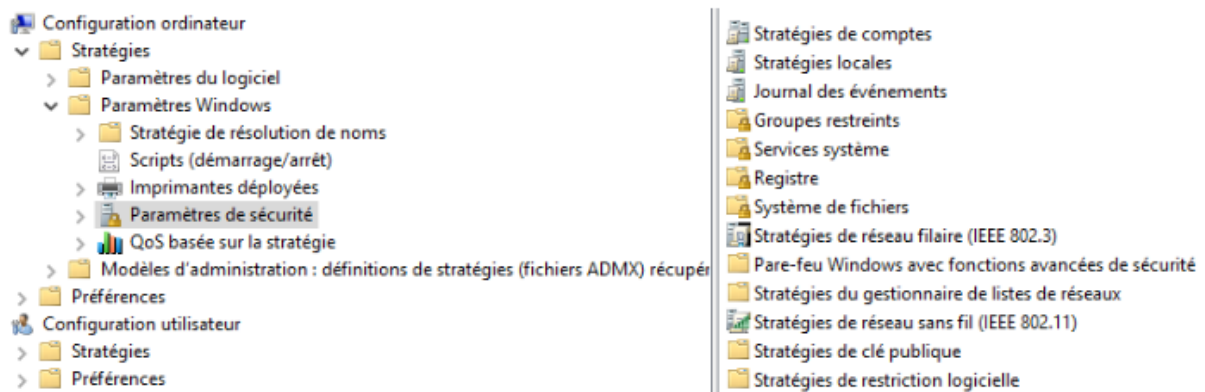 Configuration ordinateur
Stratégies
Paramètres du logiciel
Paramètres Windows
Stratégie de résolution de noms
Scripts (démarrage/arrêt)
Imprimantes déployées
Paramètres de sécurité
QoS basée sur la stratégie
Modèles d'administration : définitions de stratégies (fichiers ADMX) récupér
Préférences
Configuration utilisateur
Stratégies
Préférences
Stratégies de comptes
Stratégies locales
Journal des événements
Groupes restreints
Services système
Registre
Système de fichiers
Stratégies de réseau filaire (IEEE 802.3)
Pare-feu Windows avec fonctions avancées de sécurité
Stratégies du gestionnaire de listes de réseaux
Stratégies de réseau sans fil (IEEE 802.11)
Stratégies de clé publique
Stratégies de restriction logicielle